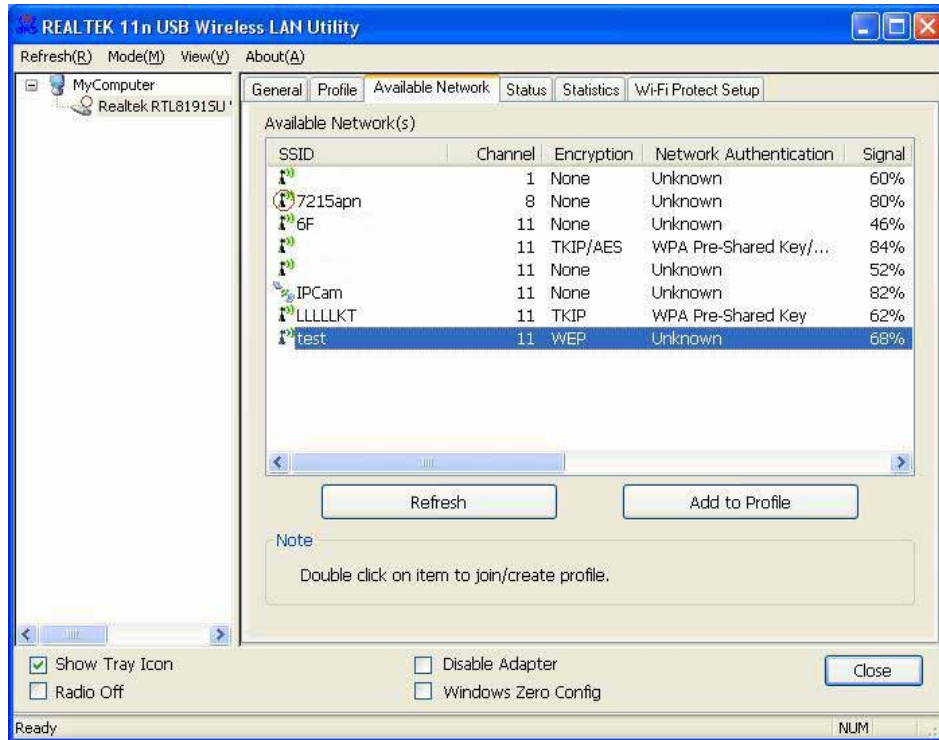 REALTEK 11n USB Wireless LAN Utility
Refresh(R) Mode(M) View(V) About(A)
MyComputer
Realtek RTL8191SU '
General Profile Available Network Status Statistics Wi-Fi Protect Setup
Available Network(s)
SSID Channel Encryption Network Authentication Signal
1 None Unknown 60%
7215apn 8 None Unknown 80%
6F 11 None Unknown 46%
11 TKIP/AES WPA Pre-Shared Key/... 84%
11 None Unknown 52%
IPCam 11 None Unknown 82%
LLLLLKT 11 TKIP WPA Pre-Shared Key 62%
test 11 WEP Unknown 68%
Refresh Add to Profile
Note
Double click on item to join/create profile.
Show Tray Icon Disable Adapter Close
Radio Off Windows Zero Config
Ready NUM